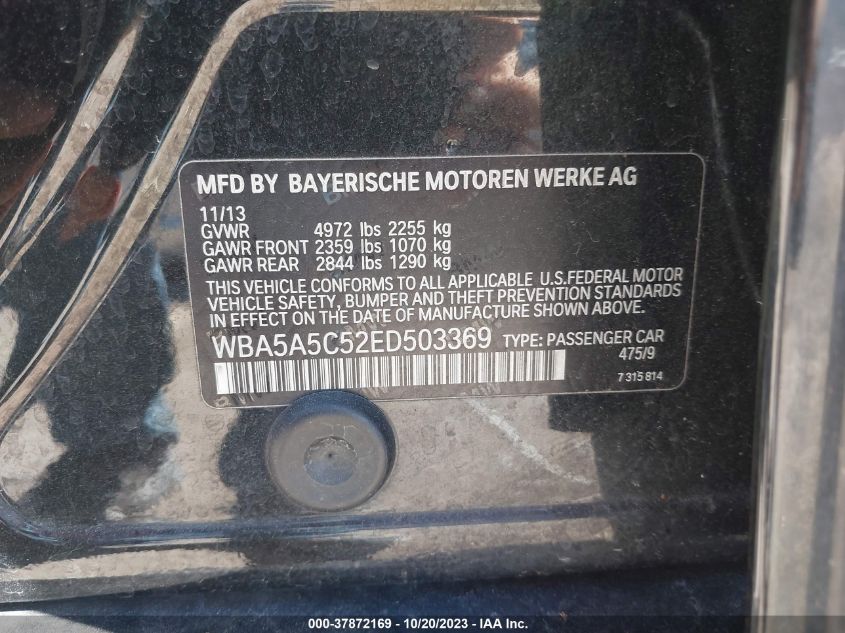 MFD BY BAYERISCHE MOTOREN WERKE AG
11/13
GVWR 4972 lbs 2255 kg
GAWR FRONT 2359 lbs 1070 kg
GAWR REAR 2844 lbs 1290 kg
THIS VEHICLE CONFORMS TO ALL APPLICABLE U.S.FEDERAL MOTOR
VEHICLE SAFETY, BUMPER AND THEFT PREVENTION STANDARDS
IN EFFECT ON THE DATE OF MANUFACTURE SHOWN ABOVE.
WBA5A5C52ED503369 TYPE: PASSENGER CAR
475/9
7 315 814
000-37872169 | 10/20/2023 | IAA Inc.